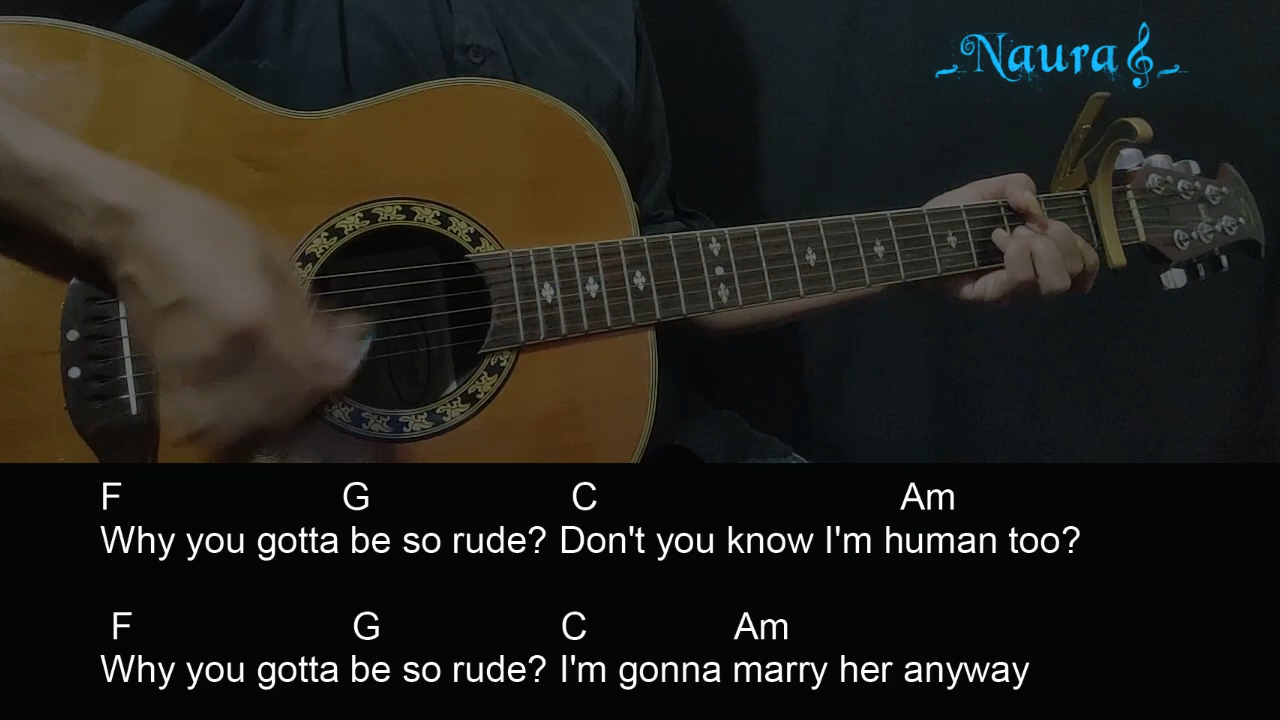 Naura
F G C Am
Why you gotta be so rude? Don't you know I'm human too?
F G C Am
Why you gotta be so rude? I'm gonna marry her anyway